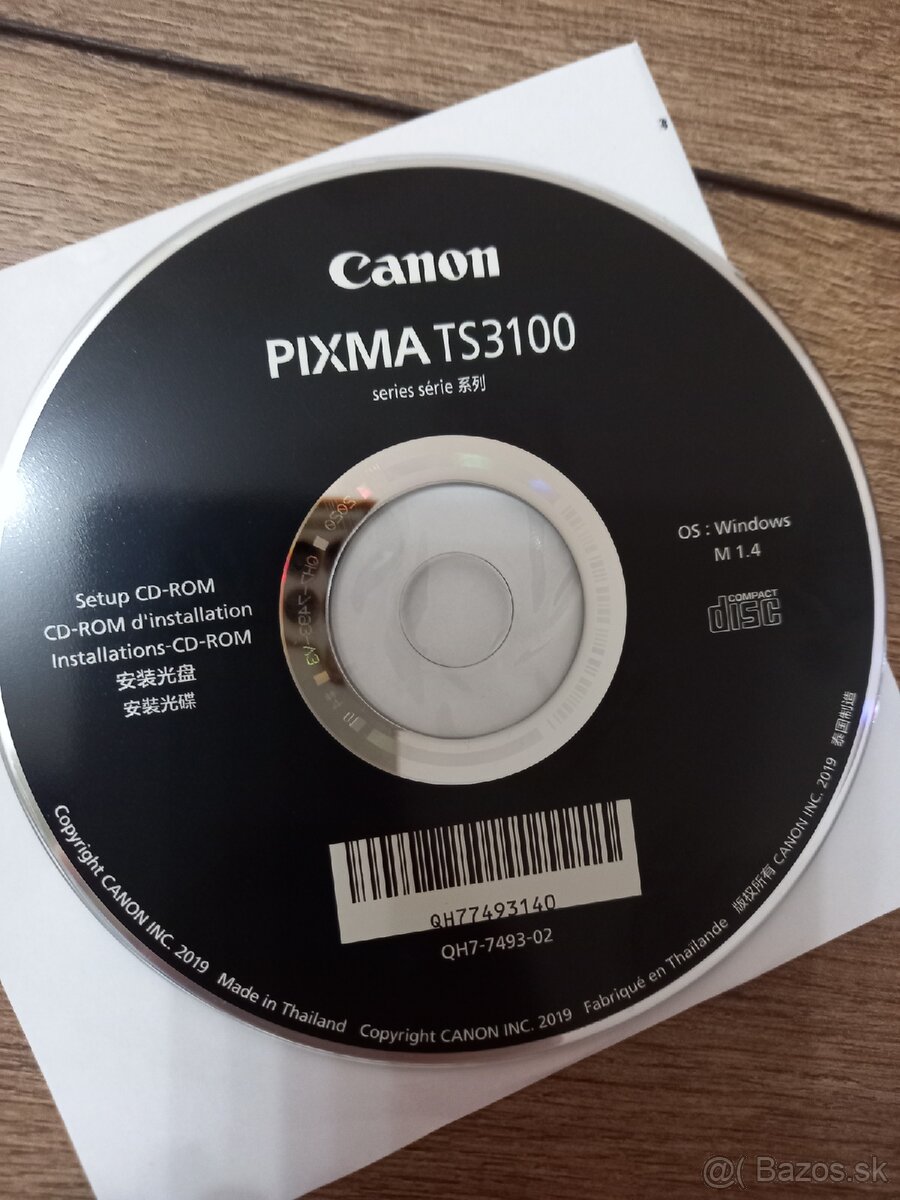 Canon
PIXMA TS3100
series série 系列
OS : Windows
M 1.4
COMPACT
disc
Setup CD-ROM
CD-ROM d'installation
Installations-CD-ROM
安装光盘
安裝光碟
QH77493140
QH7-7493-02
Copyright CANON INC. 2019 Made in Thailand Copyright CANON INC. 2019 Fabriqué en Thaïlande 版权所有 CANON INC. 2019 泰国制造
@( Bazos.sk